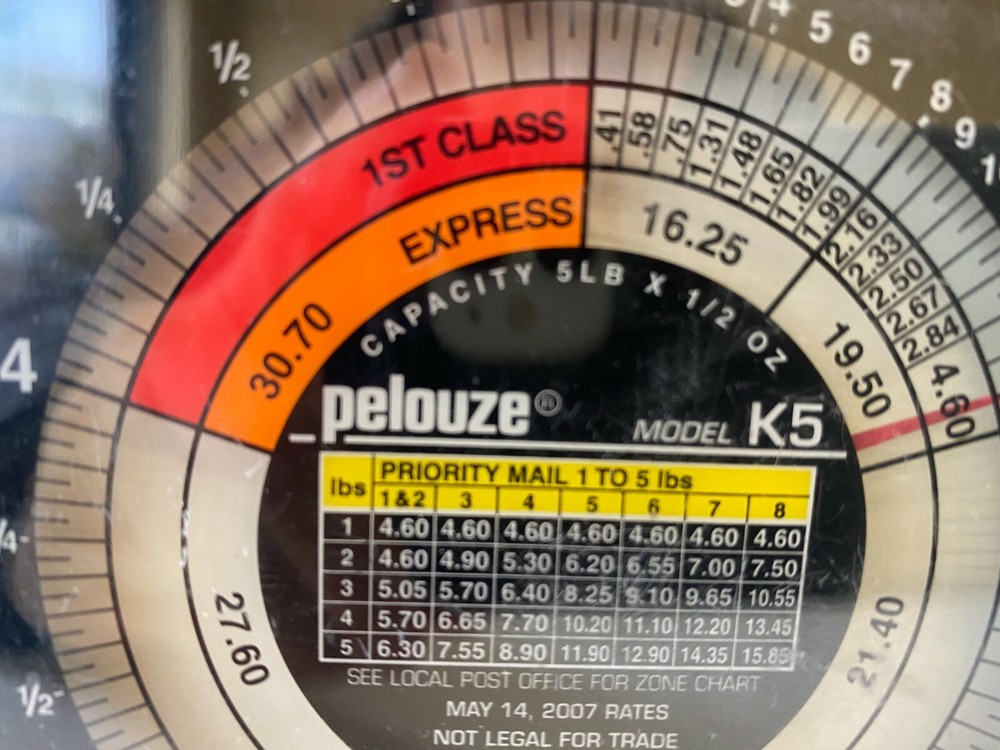 1/2
1/4
4
1/2
4
5
6
7
8
9
1ST CLASS
.41
.58
.75
1.31
1.48
1.65
1.82
1.99
2.16
2.33
2.50
2.67
2.84
4.60
EXPRESS
16.25
19.50
21.40
27.60
30.70
CAPACITY 5LB X 1/2 OZ
pelouze®
MODEL K5
lbs PRIORITY MAIL 1 TO 5 lbs
1&2 3 4 5 6 7 8
1 4.60 4.60 4.60 4.60 4.60 4.60 4.60
2 4.60 4.90 5.30 6.20 6.55 7.00 7.50
3 5.05 5.70 6.40 8.25 9.10 9.65 10.55
4 5.70 6.65 7.70 10.20 11.10 12.20 13.45
5 6.30 7.55 8.90 11.90 12.90 14.35 15.85
SEE LOCAL POST OFFICE FOR ZONE CHART
MAY 14, 2007 RATES
NOT LEGAL FOR TRADE